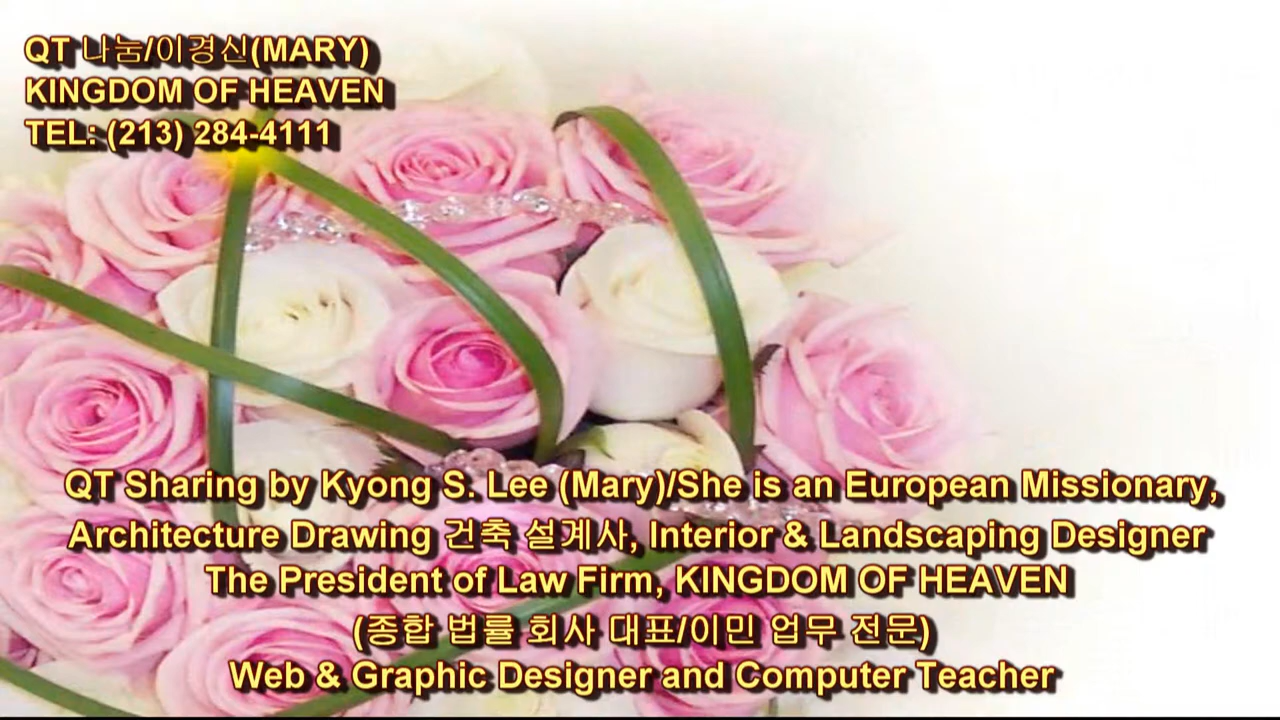 QT 나눔/이경신(MARY)
KINGDOM OF HEAVEN
TEL: (213) 284-4111
QT Sharing by Kyong S. Lee (Mary)/She is an European Missionary,
Architecture Drawing 건축 설계사, Interior & Landscaping Designer
The President of Law Firm, KINGDOM OF HEAVEN
(종합 법률 회사 대표/이민 업무 전문)
Web & Graphic Designer and Computer Teacher